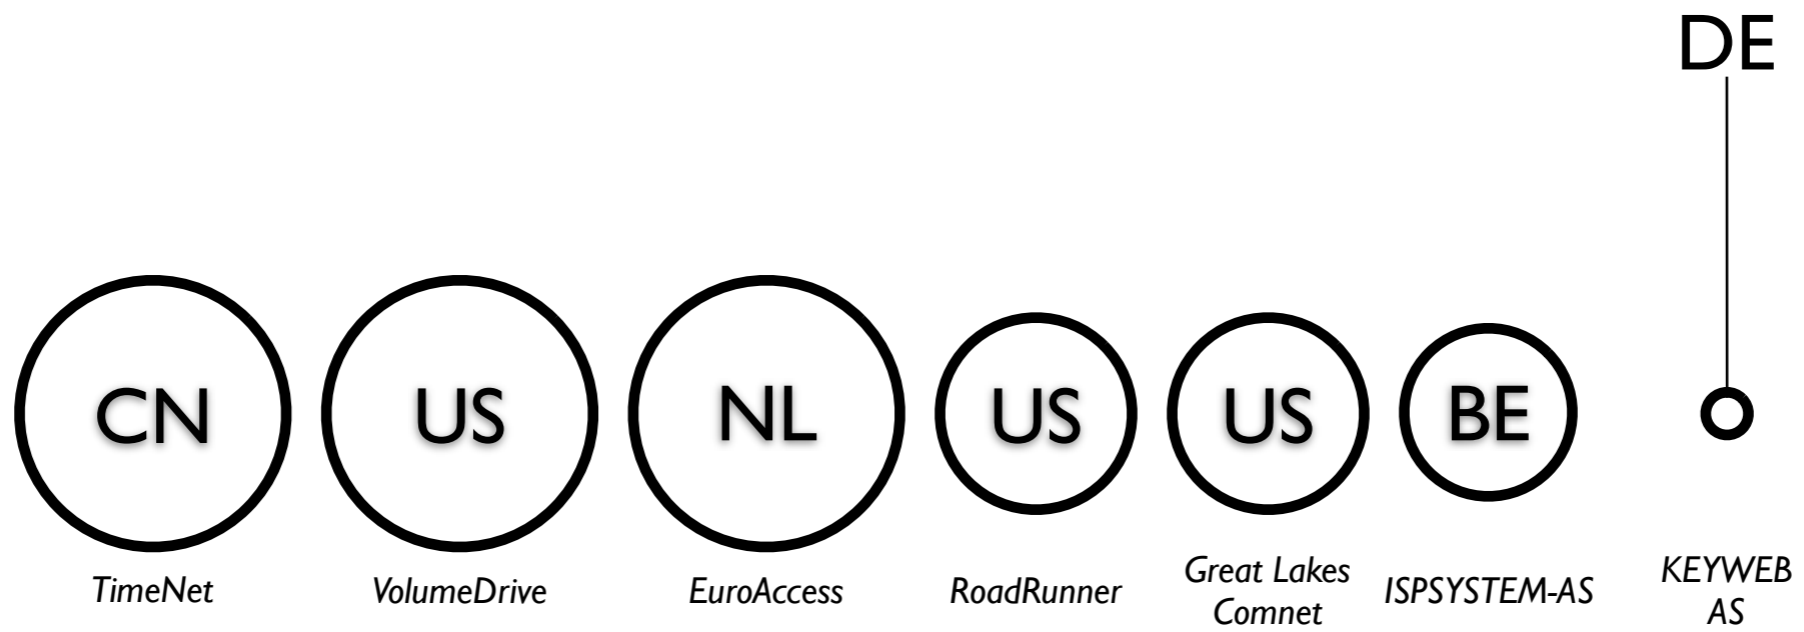 DE
CN
US
NL
US
US
BE
TimeNet
VolumeDrive
EuroAccess
RoadRunner
Great Lakes
Comnet
ISPSYSTEM-AS
KEYWEB
AS